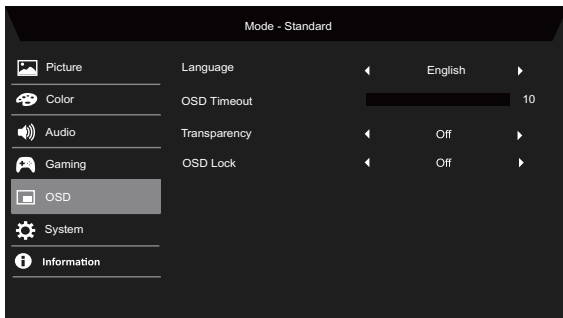 Mode - Standard
Picture
Color
Audio
Gaming
OSD
System
Information
Language English
OSD Timeout 10
Transparency Off
OSD Lock Off